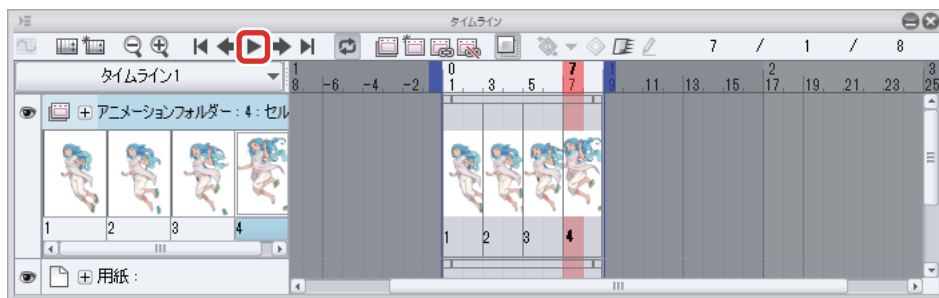 タイムライン
7 / 1 / 8
タイムライン1
1 0 7 1 2 3
8 -6 -4 -2 1 3 5 7 9 11 13 15 17 19 21 23 25
アニメーションフォルダー : 4 : セル
1 2 3 4
1 2 3 4
用紙 :